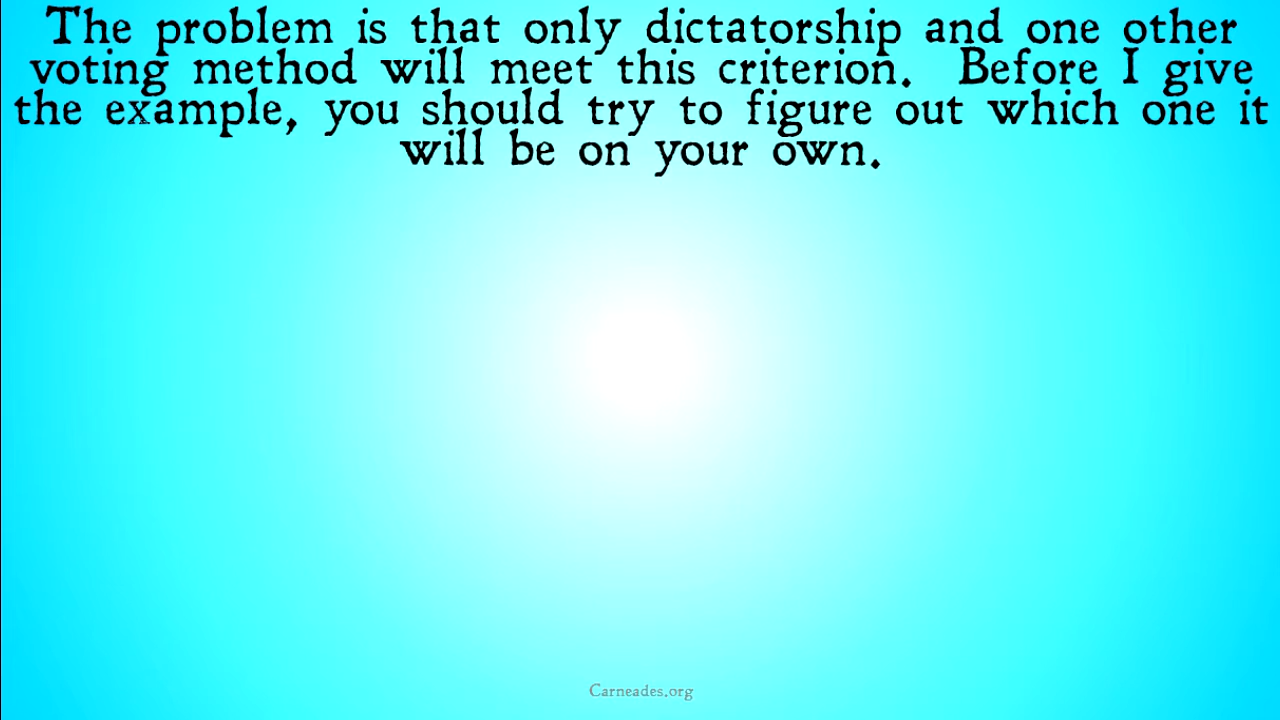 The problem is that only dictatorship and one other
voting method will meet this criterion.  Before I give
the example, you should try to figure out which one it
will be on your own.
Carneades.org